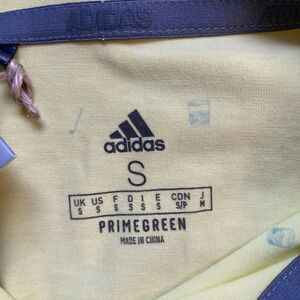 ADIDAS
adidas
S
UK US F D I E CDN J
S S S S S S S/P M
PRIMEGREEN
MADE IN CHINA